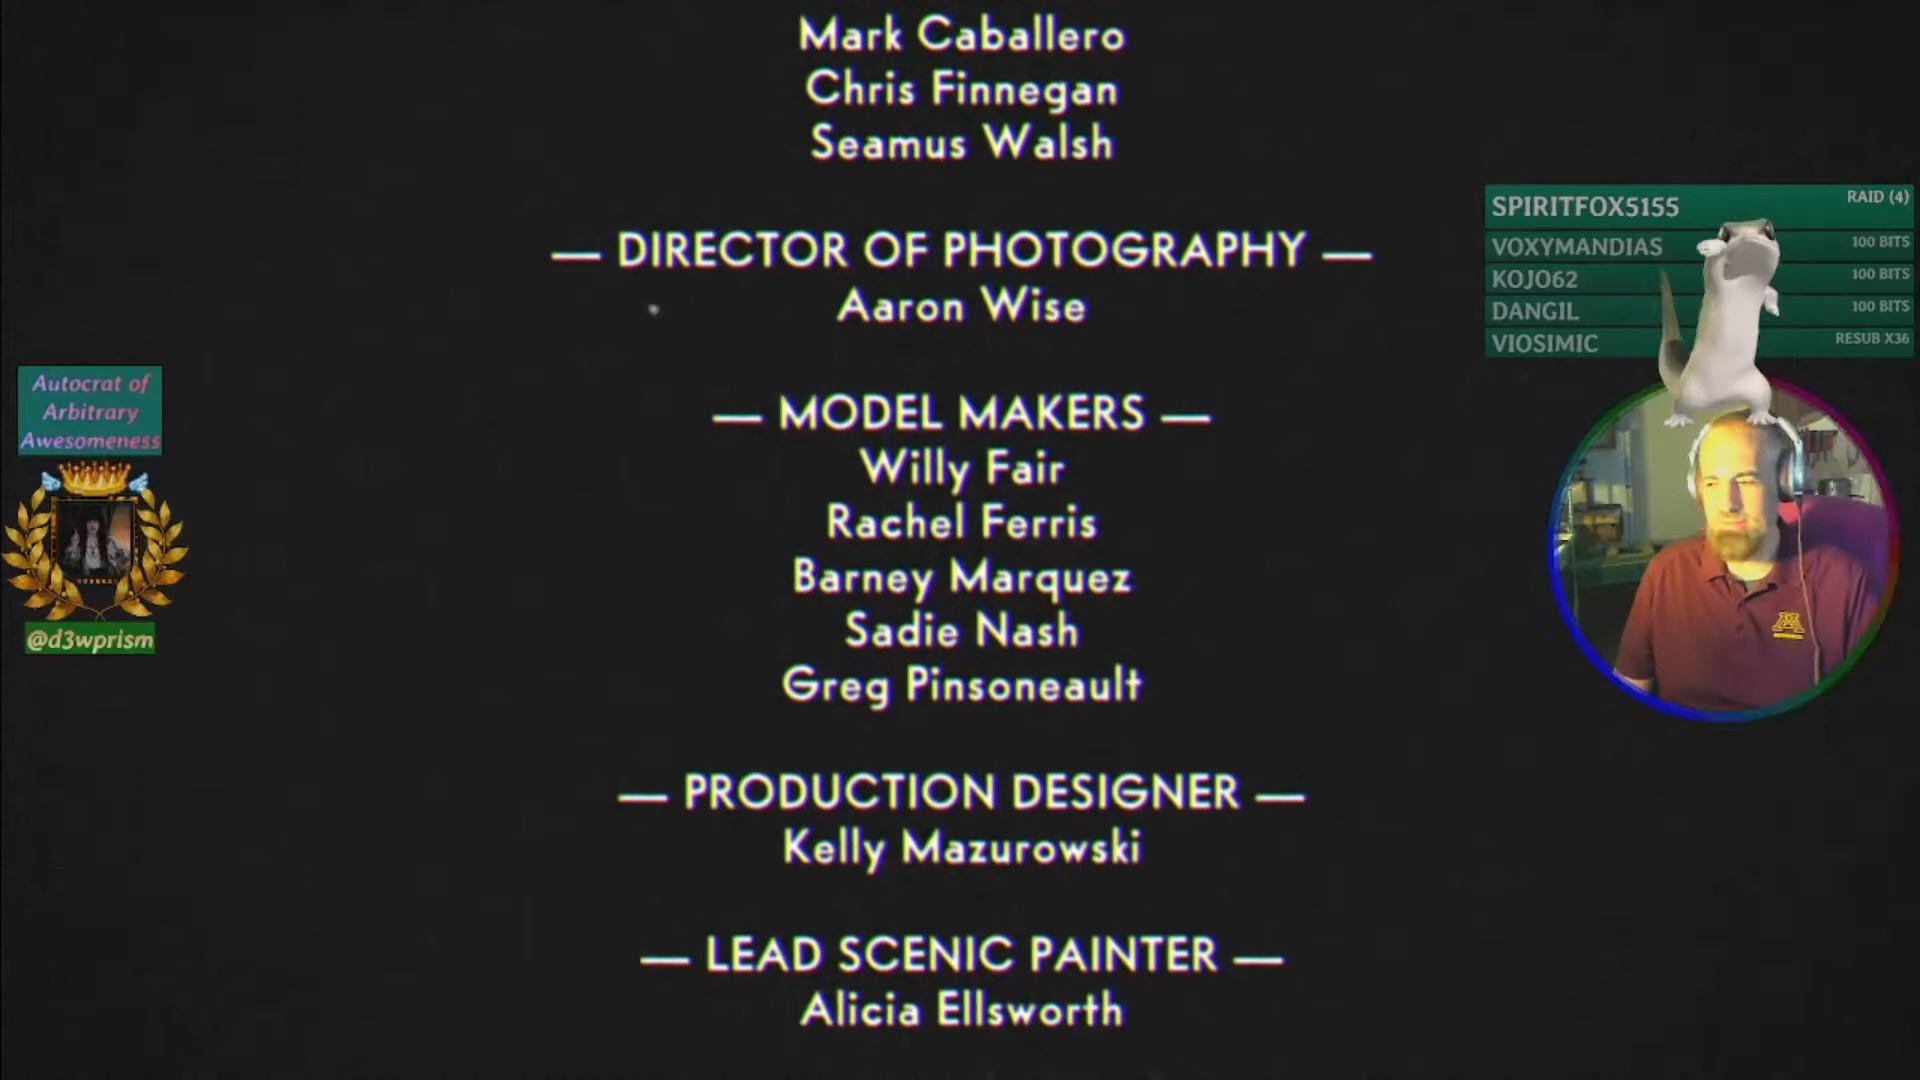 Mark Caballero
Chris Finnegan
Seamus Walsh
— DIRECTOR OF PHOTOGRAPHY —
Aaron Wise
— MODEL MAKERS —
Willy Fair
Rachel Ferris
Barney Marquez
Sadie Nash
Greg Pinsoneault
— PRODUCTION DESIGNER —
Kelly Mazurowski
— LEAD SCENIC PAINTER —
Alicia Ellsworth
Autocrat of
Arbitrary
Awesomeness
@d3wprism
SPIRITFOX5155 RAID (4)
VOXYMANDIAS 100 BITS
KOJO62 100 BITS
DANGIL 100 BITS
VIOSIMIC RESUB X36
M